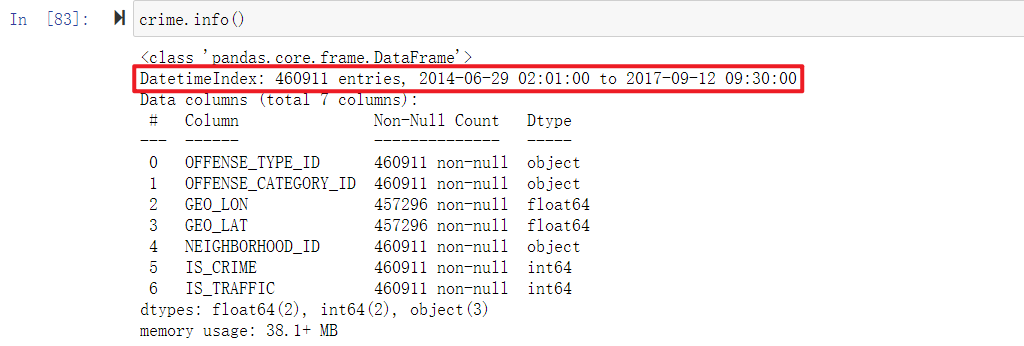 In [83]: crime.info()
<class 'pandas.core.frame.DataFrame'>
DatetimeIndex: 460911 entries, 2014-06-29 02:01:00 to 2017-09-12 09:30:00
Data columns (total 7 columns):
 #   Column               Non-Null Count   Dtype
---  ------               --------------   -----
 0   OFFENSE_TYPE_ID      460911 non-null  object
 1   OFFENSE_CATEGORY_ID  460911 non-null  object
 2   GEO_LON              457296 non-null  float64
 3   GEO_LAT              457296 non-null  float64
 4   NEIGHBORHOOD_ID      460911 non-null  object
 5   IS_CRIME             460911 non-null  int64
 6   IS_TRAFFIC           460911 non-null  int64
dtypes: float64(2), int64(2), object(3)
memory usage: 38.1+ MB